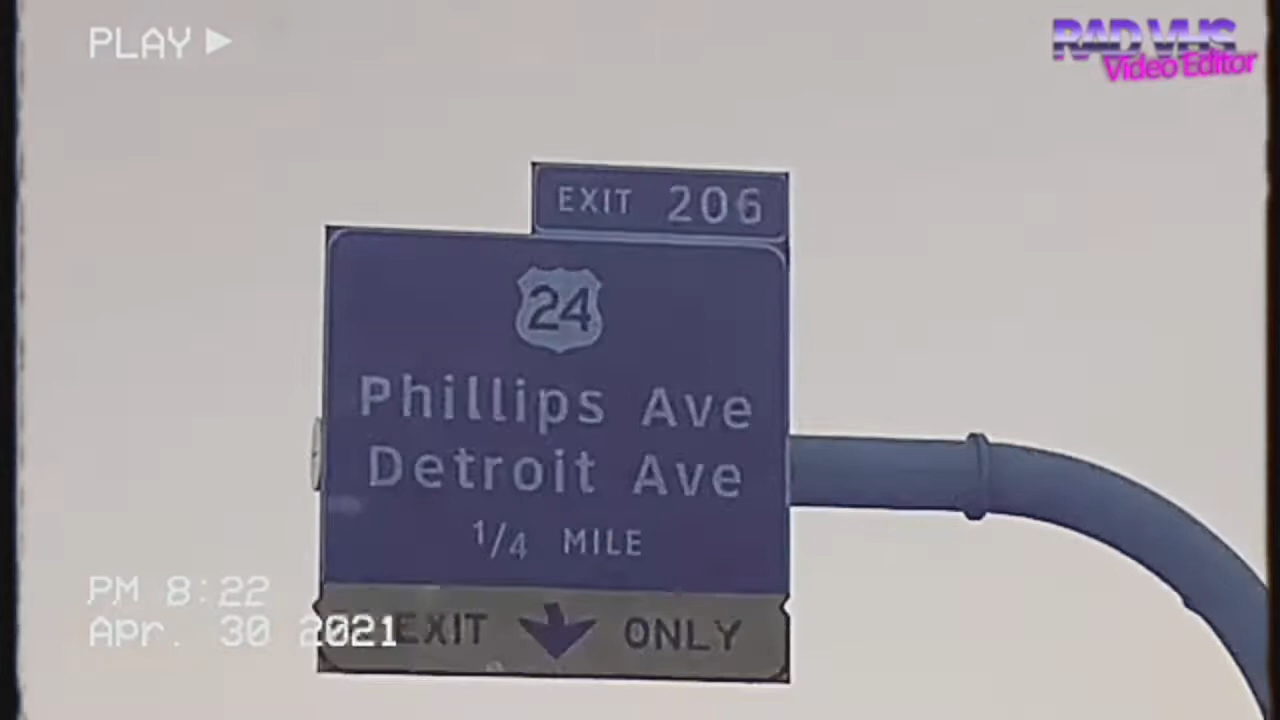 PLAY
RAD VHS
Video Editor
EXIT 206
24
Phillips Ave
Detroit Ave
1/4 MILE
EXIT ONLY
PM 8:22
Apr. 30 2021